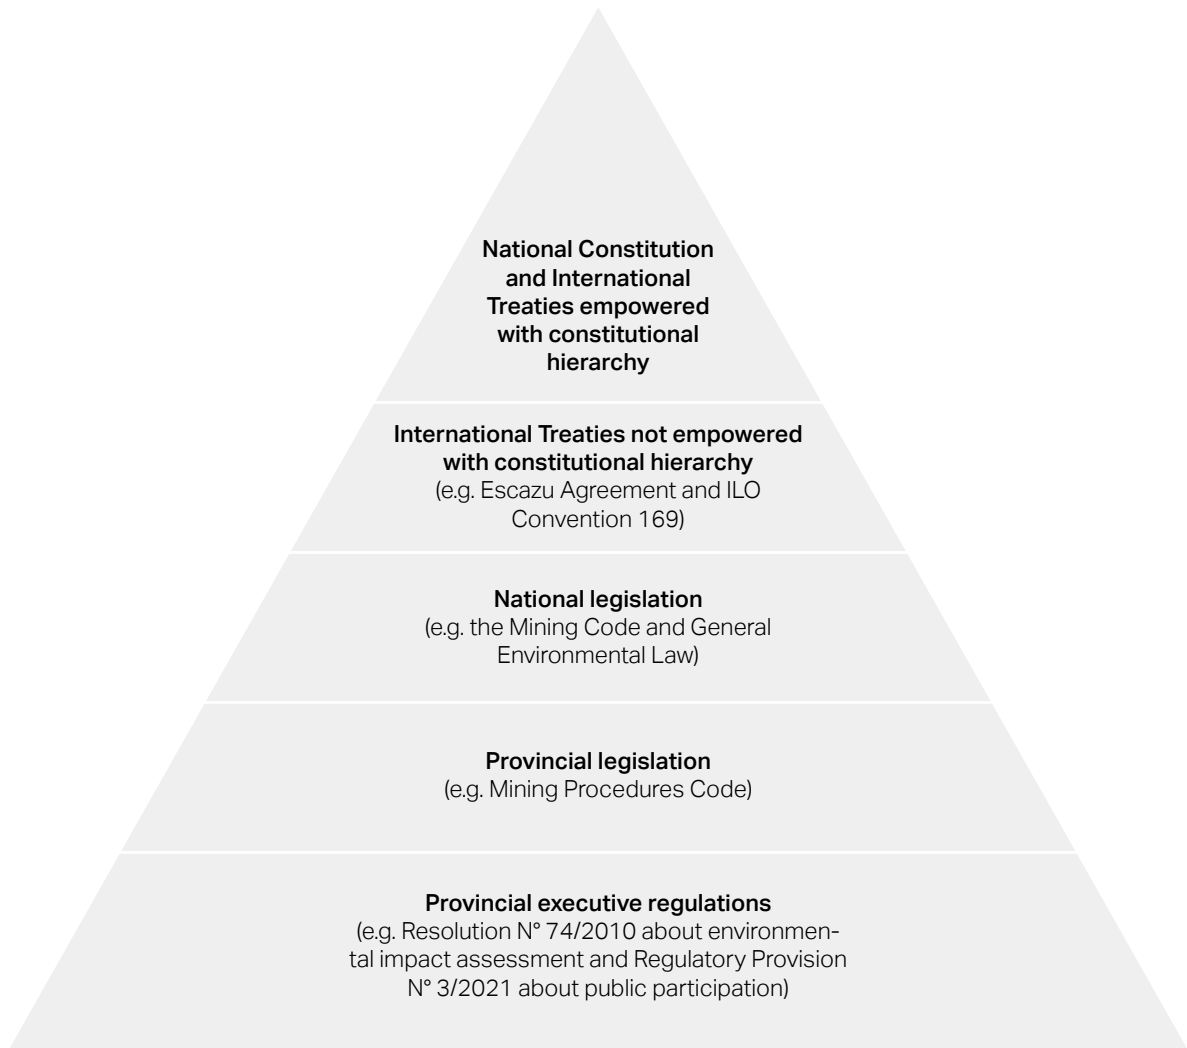 National Constitution
and International
Treaties empowered
with constitutional
hierarchy
International Treaties not empowered
with constitutional hierarchy
(e.g. Escazu Agreement and ILO
Convention 169)
National legislation
(e.g. the Mining Code and General
Environmental Law)
Provincial legislation
(e.g. Mining Procedures Code)
Provincial executive regulations
(e.g. Resolution N° 74/2010 about environmen-
tal impact assessment and Regulatory Provision
N° 3/2021 about public participation)